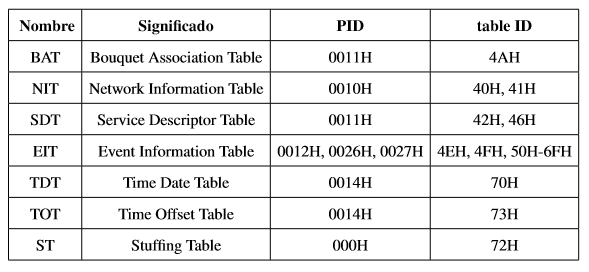 Nombre Significado PID table ID
BAT Bouquet Association Table 0011H 4AH
NIT Network Information Table 0010H 40H, 41H
SDT Service Descriptor Table 0011H 42H, 46H
EIT Event Information Table 0012H, 0026H, 0027H 4EH, 4FH, 50H-6FH
TDT Time Date Table 0014H 70H
TOT Time Offset Table 0014H 73H
ST Stuffing Table 000H 72H